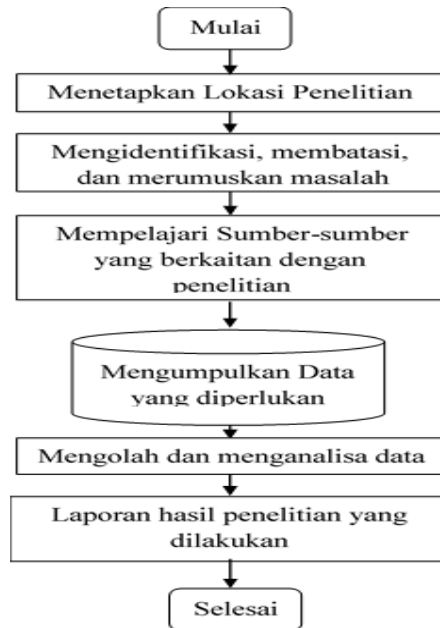 Mulai
Menetapkan Lokasi Penelitian
Mengidentifikasi, membatasi,
dan merumuskan masalah
Mempelajari Sumber-sumber
yang berkaitan dengan
penelitian
Mengumpulkan Data
yang diperlukan
Mengolah dan menganalisa data
Laporan hasil penelitian yang
dilakukan
Selesai